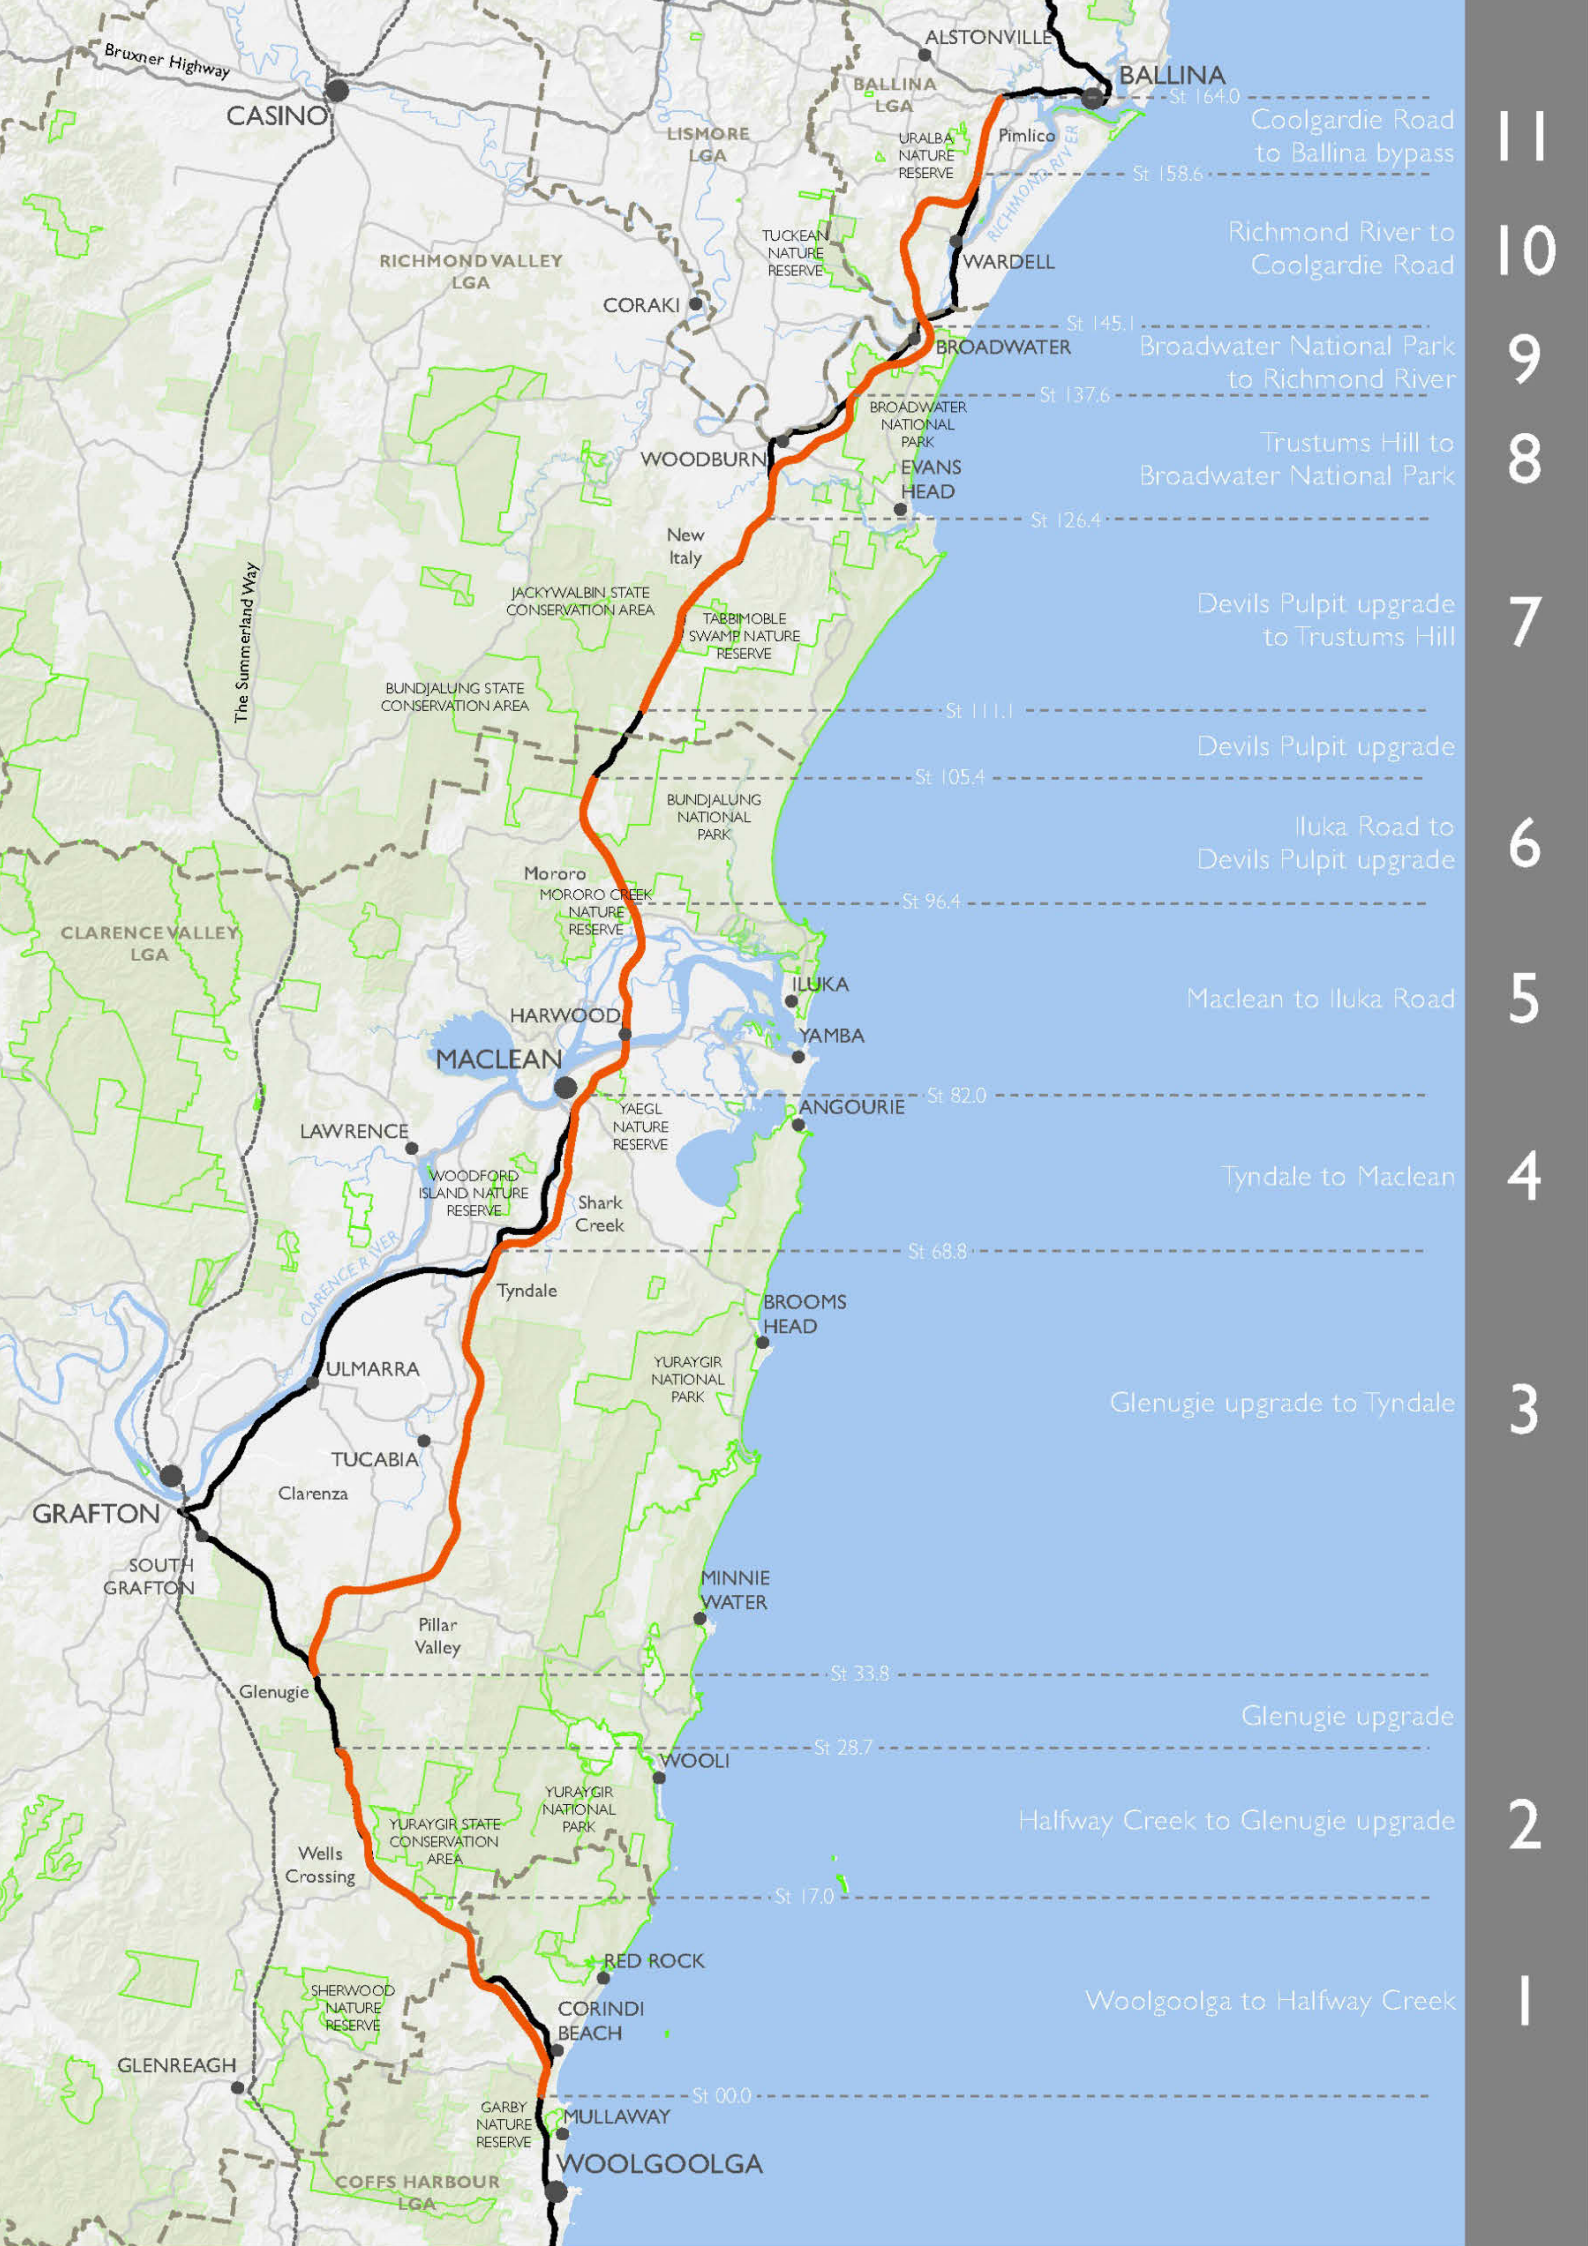 ALSTONVILLE
Bruxner Highway
BALLINA
BALLINA
LGA
St 164.0
CASINO
Coolgardie Road
to Ballina bypass
11
LISMORE
LGA
URALBA
NATURE
RESERVE
Pimlico
RICHMOND RIVER
St 158.6
TUCKEAN
NATURE
RESERVE
Richmond River to
Coolgardie Road
10
RICHMOND VALLEY
LGA
WARDELL
CORAKI
St 145.1
BROADWATER
Broadwater National Park
to Richmond River
9
St 137.6
BROADWATER
NATIONAL
PARK
WOODBURN
Trustums Hill to
Broadwater National Park
8
EVANS
HEAD
St 126.4
New
Italy
The Summerland Way
JACKYWALBIN STATE
CONSERVATION AREA
TABBIMOBLE
SWAMP NATURE
RESERVE
Devils Pulpit upgrade
to Trustums Hill
7
BUNDJALUNG STATE
CONSERVATION AREA
St 111.1
Devils Pulpit upgrade
St 105.4
BUNDJALUNG
NATIONAL
PARK
Iluka Road to
Devils Pulpit upgrade
6
Mororo
MORORO CREEK
NATURE
RESERVE
St 96.4
CLARENCE VALLEY
LGA
ILUKA
Maclean to Iluka Road
5
HARWOOD
YAMBA
MACLEAN
St 82.0
YAEGL
NATURE
RESERVE
ANGOURIE
LAWRENCE
WOODFORD
ISLAND NATURE
RESERVE
Tyndale to Maclean
4
Shark
Creek
CLARENCE RIVER
St 68.8
Tyndale
BROOMS
HEAD
ULMARRA
YURAYGIR
NATIONAL
PARK
Glenugie upgrade to Tyndale
3
TUCABIA
Clarenza
GRAFTON
SOUTH
GRAFTON
MINNIE
WATER
Pillar
Valley
St 33.8
Glenugie
Glenugie upgrade
St 28.7
WOOLI
YURAYGIR
NATIONAL
PARK
YURAYGIR STATE
CONSERVATION
AREA
Halfway Creek to Glenugie upgrade
2
Wells
Crossing
St 17.0
RED ROCK
SHERWOOD
NATURE
RESERVE
CORINDI
BEACH
Woolgoolga to Halfway Creek
1
GLENREAGH
St 00.0
GARBY
NATURE
RESERVE
MULLAWAY
WOOLGOOLGA
COFFS HARBOUR
LGA